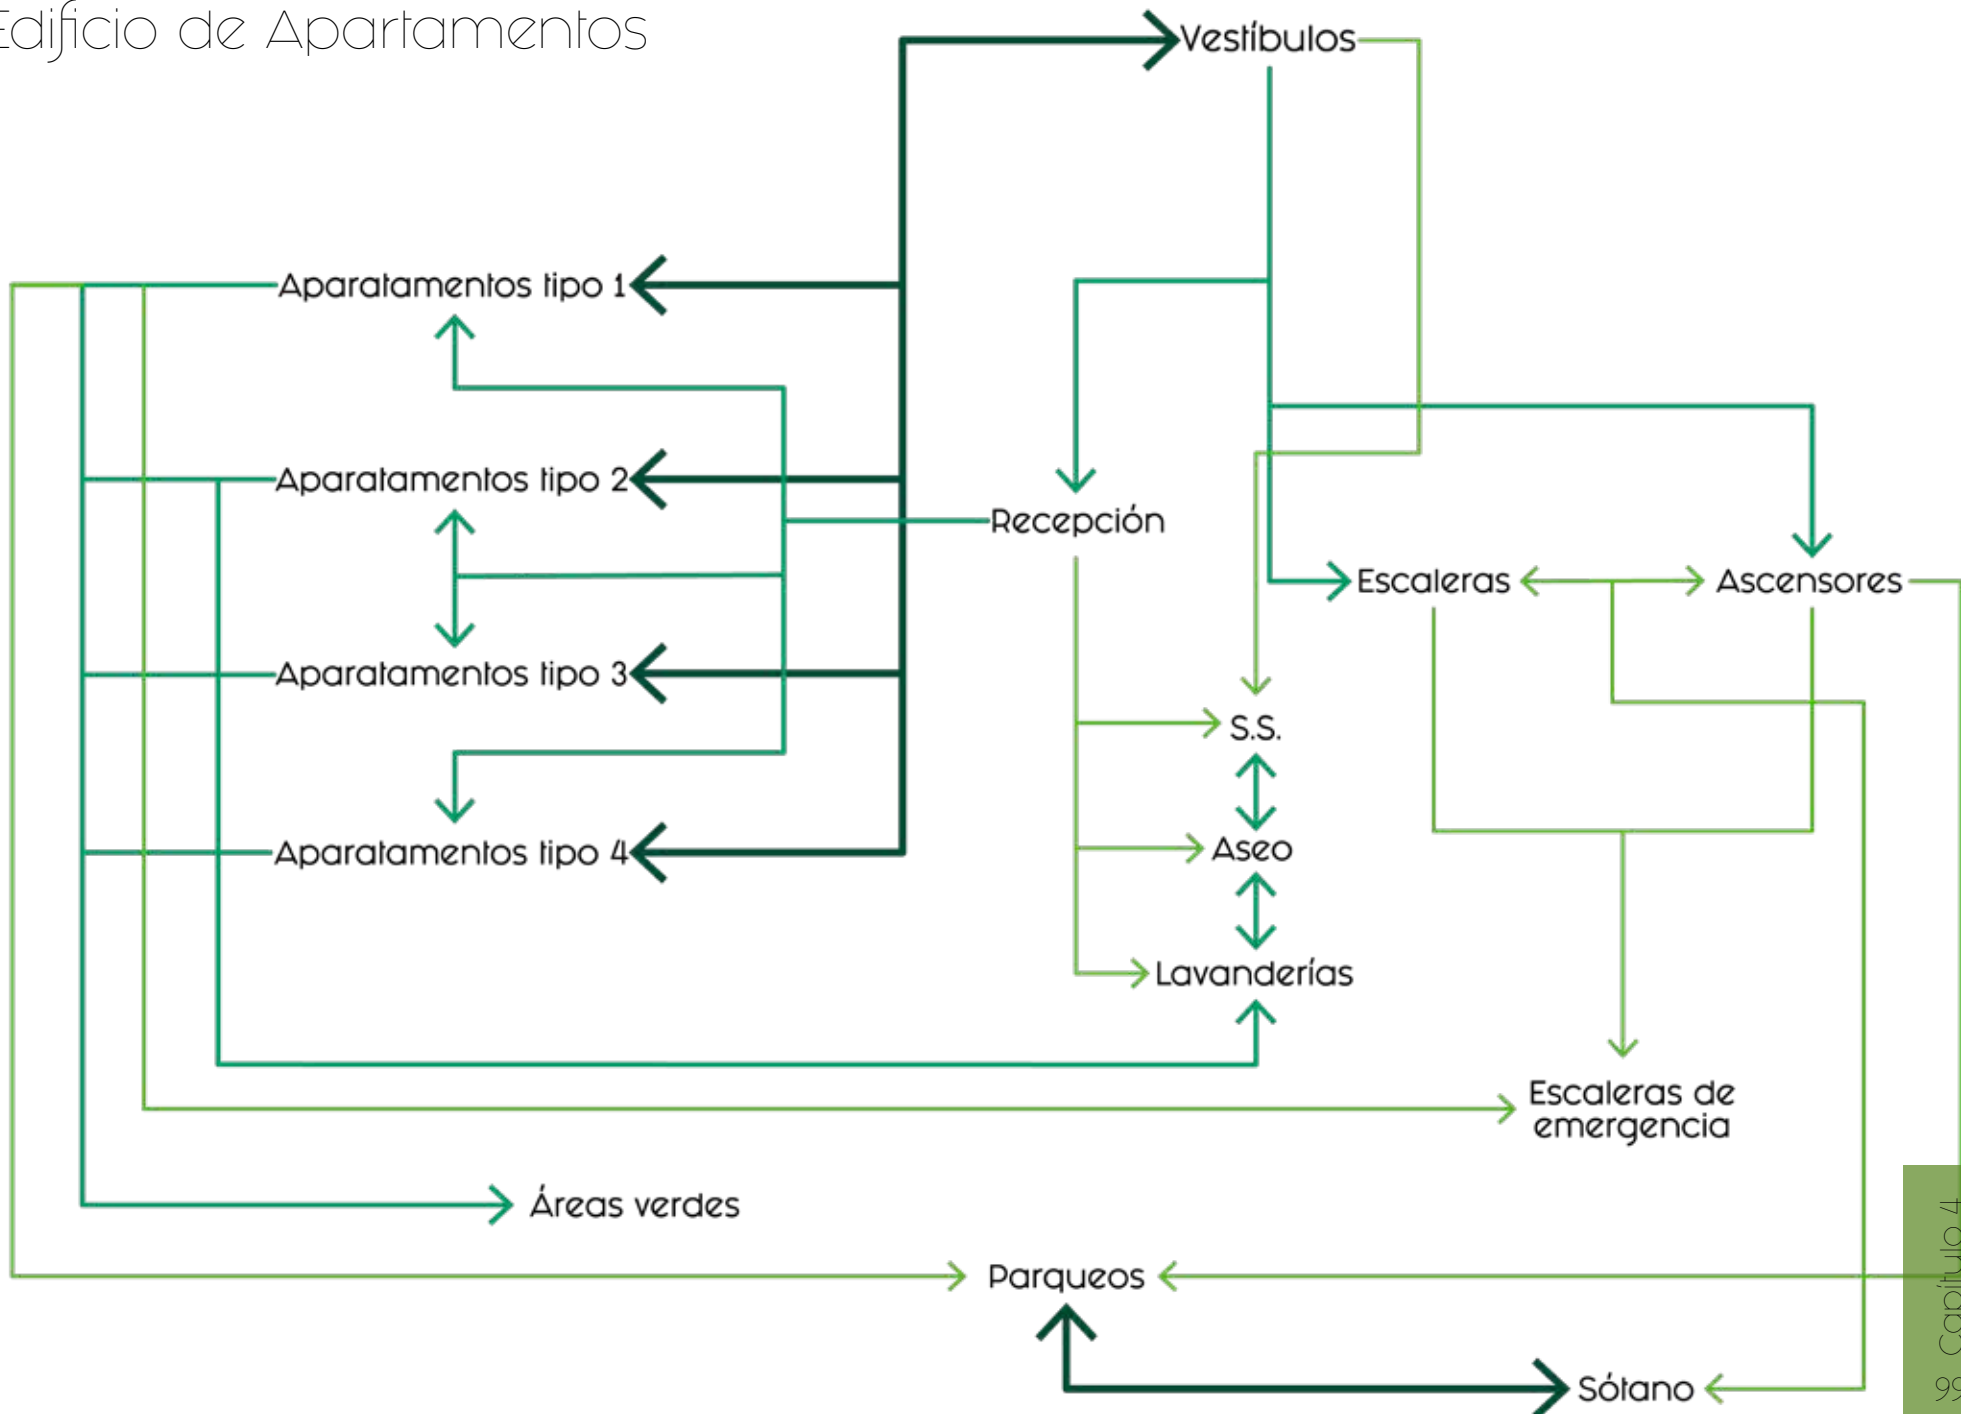 Edificio de Apartamentos
Vestíbulos
Aparatamentos tipo 1
Aparatamentos tipo 2
Recepción
Escaleras
Ascensores
Aparatamentos tipo 3
S.S.
Aparatamentos tipo 4
Aseo
Lavanderías
Escaleras de
emergencia
Áreas verdes
Parqueos
Sótano
99 Capítulo 4